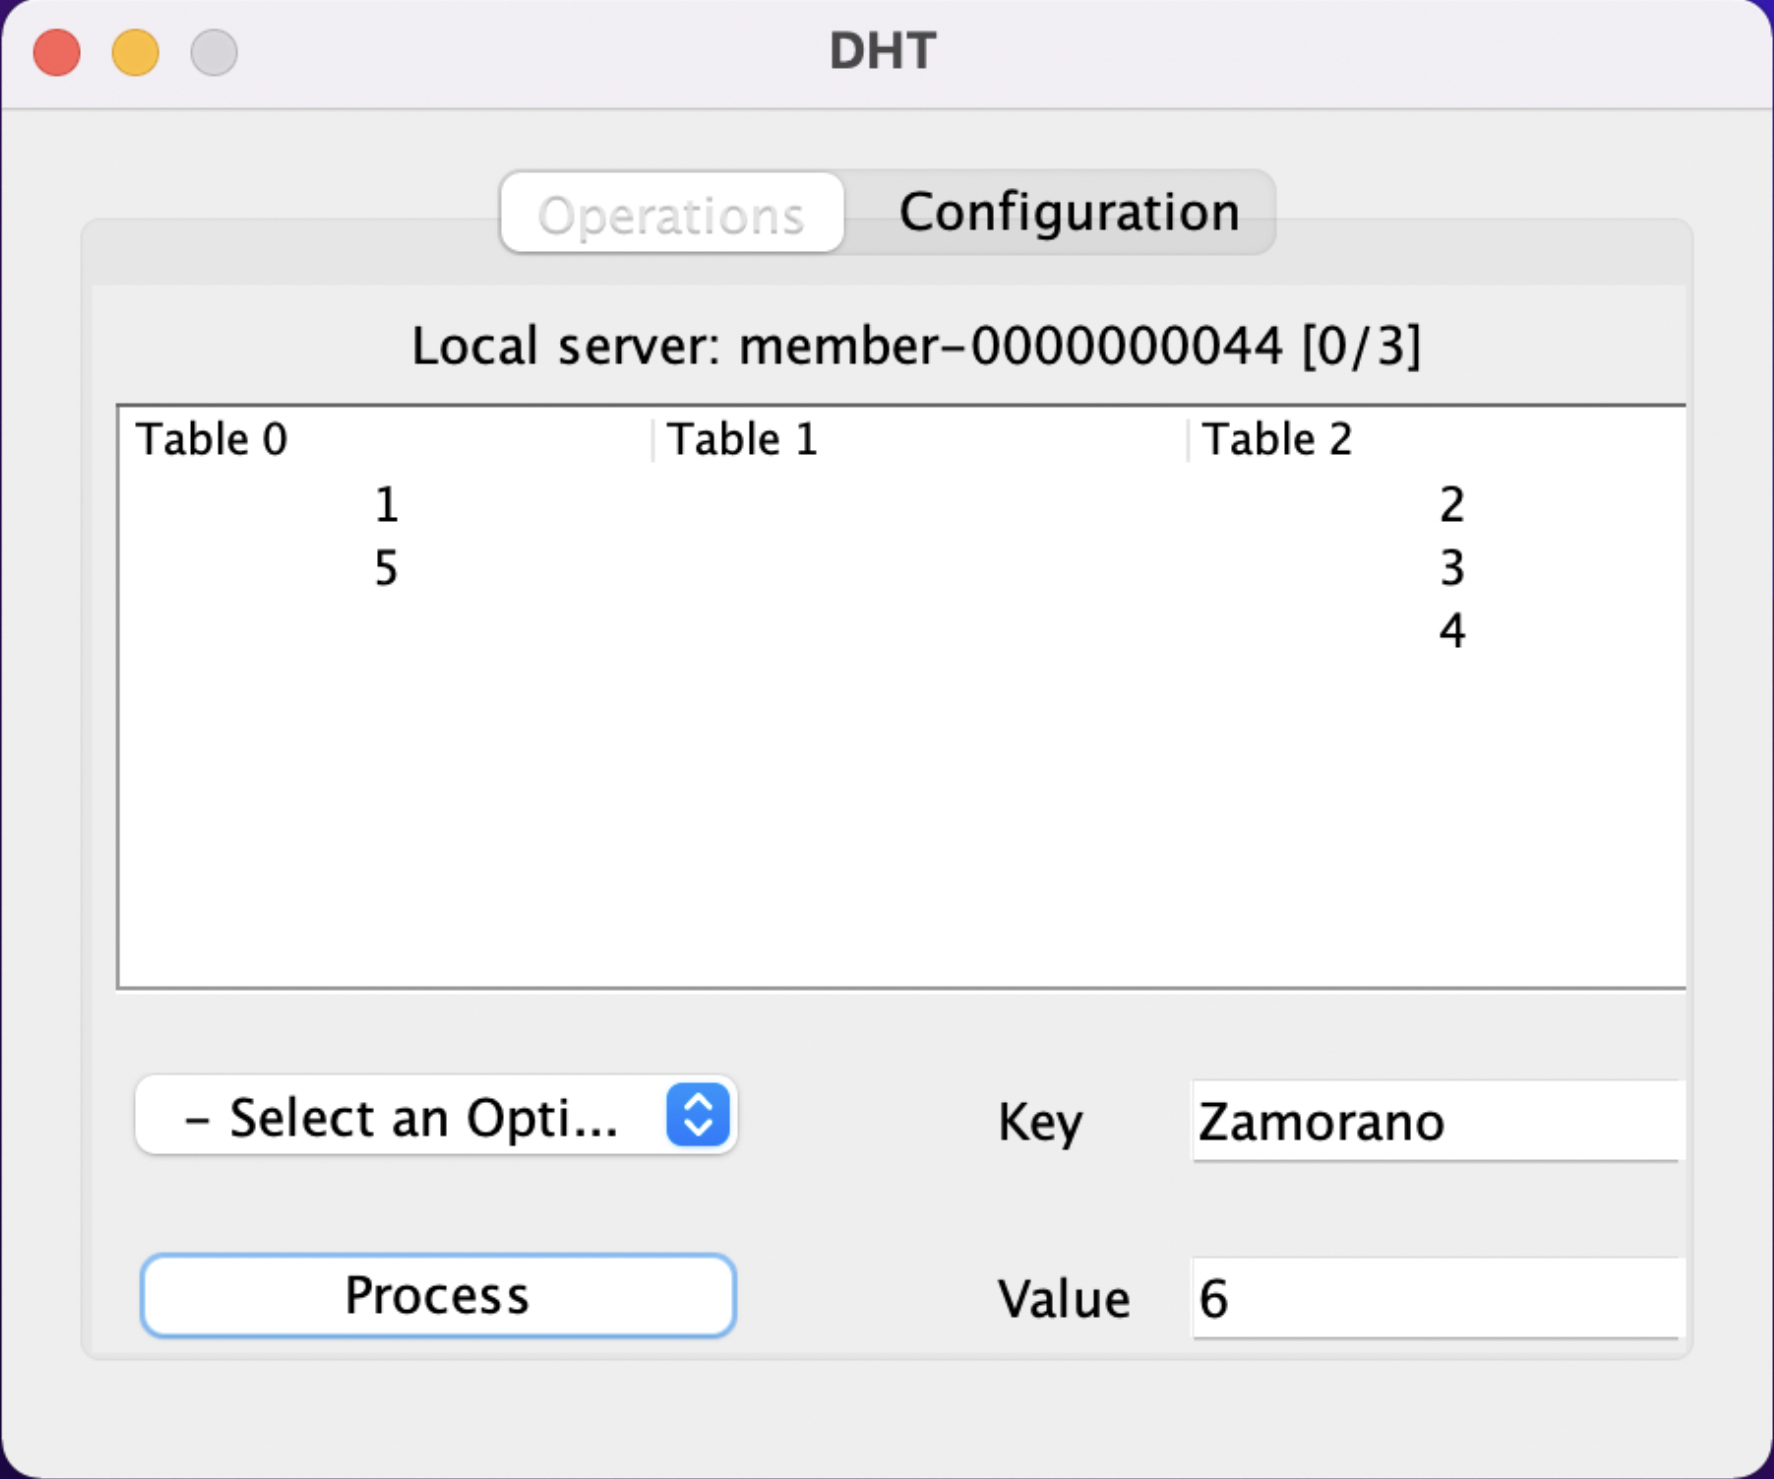 DHT
Operations Configuration
Local server: member-0000000044 [0/3]
Table 0 Table 1 Table 2
1 2
5 3
4
- Select an Opti... Key Zamorano
Process Value 6